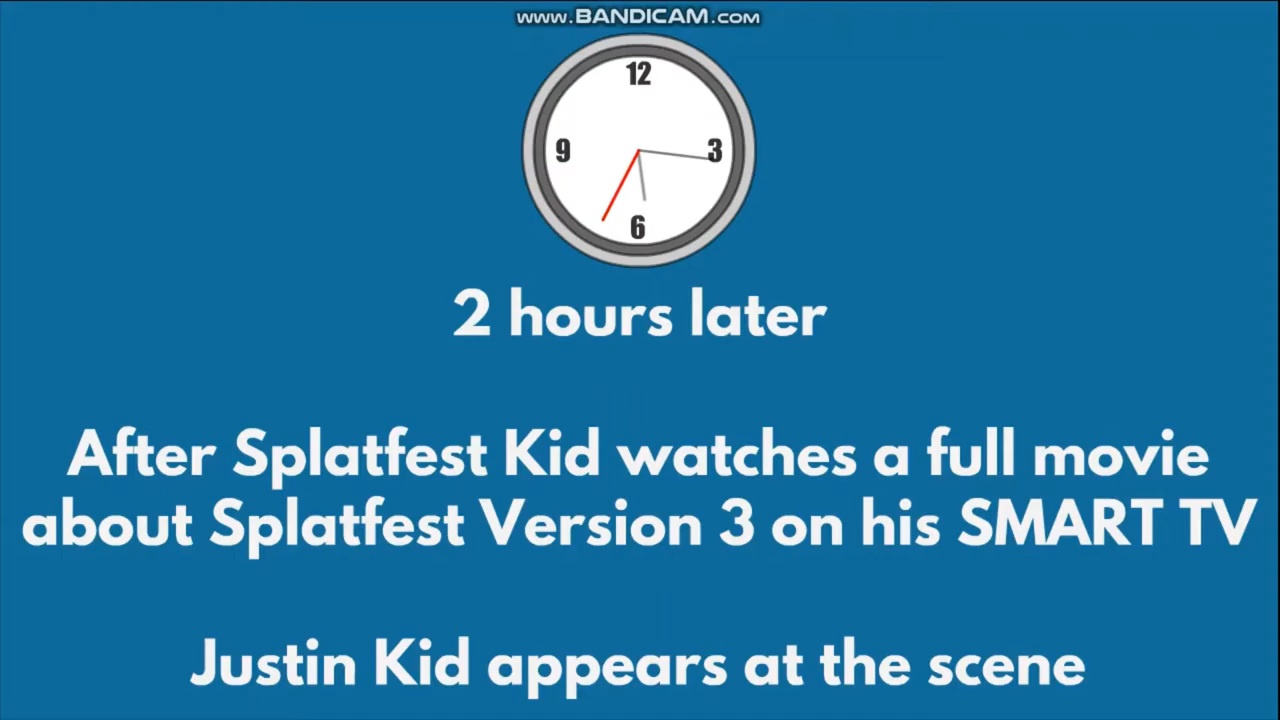 www.BANDICAM.com
12
9
3
6
2 hours later
After Splatfest Kid watches a full movie
about Splatfest Version 3 on his SMART TV
Justin Kid appears at the scene